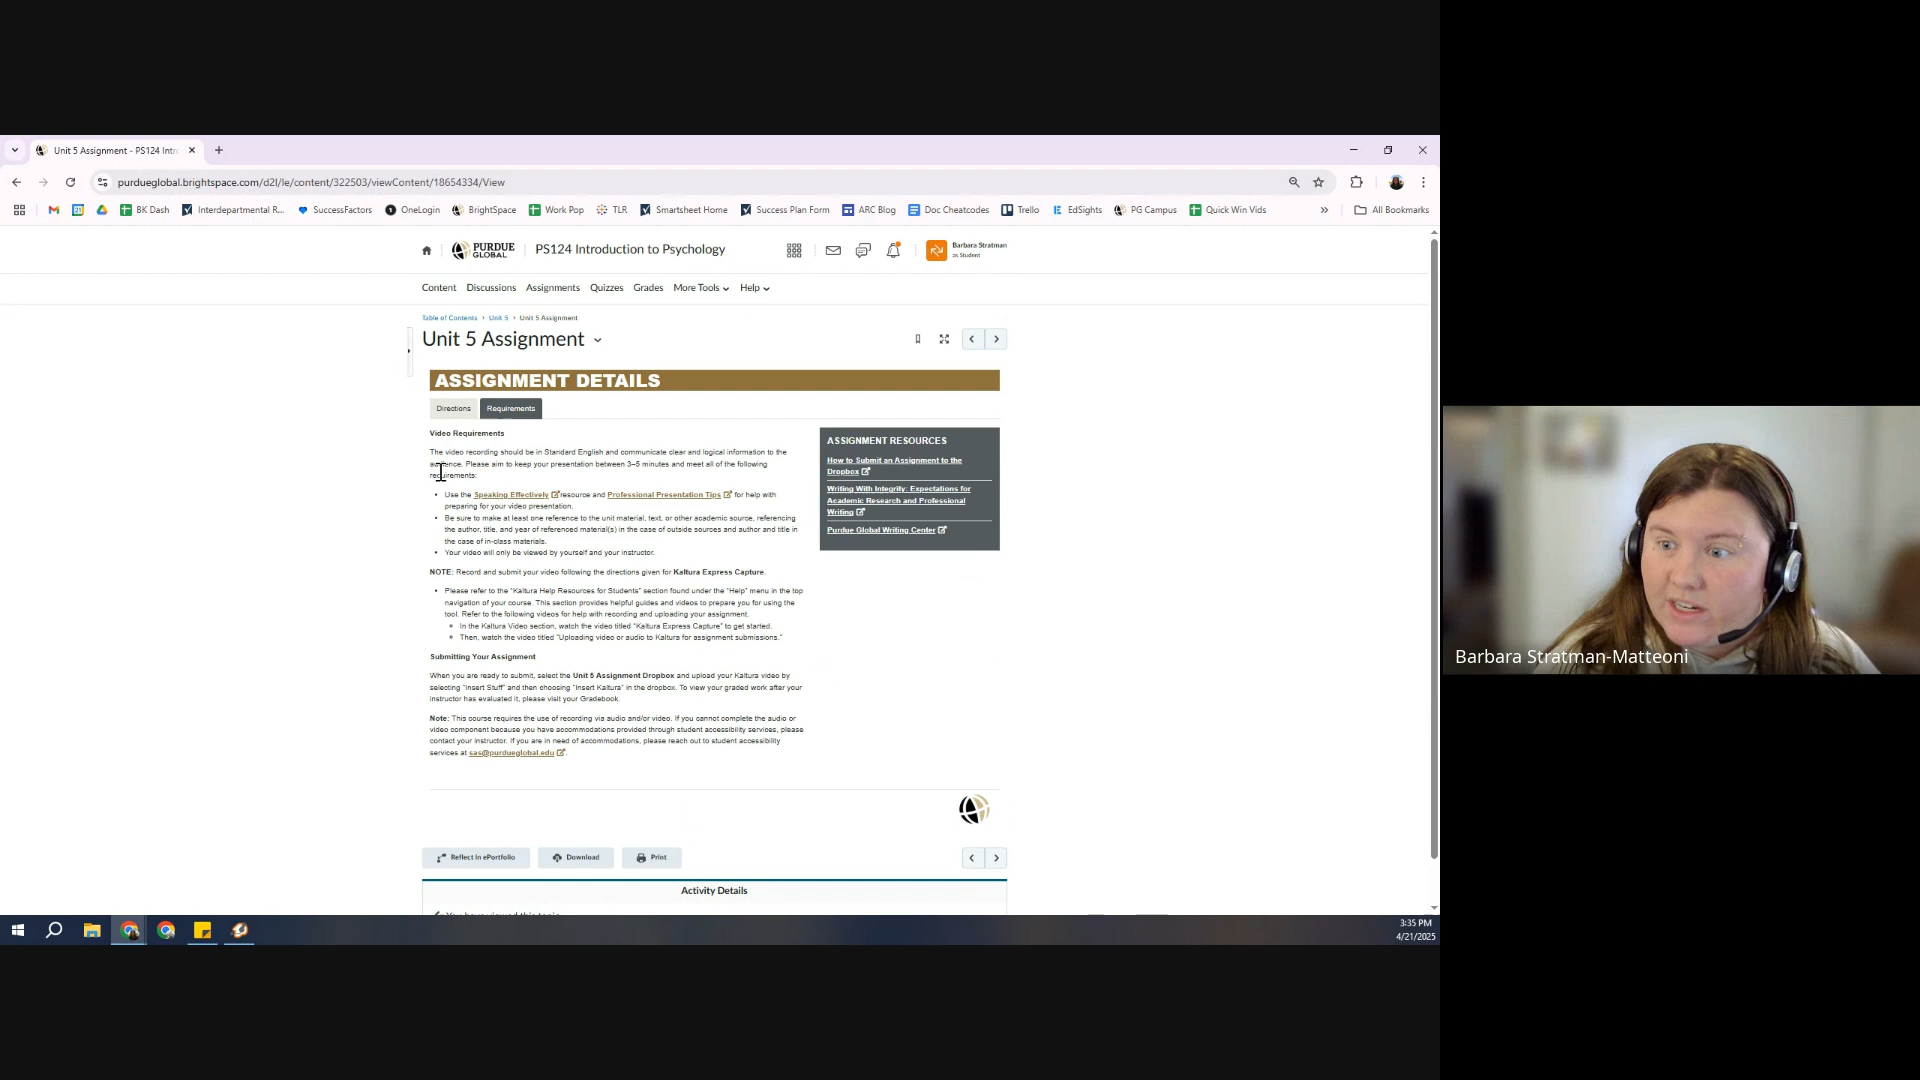 Unit 5 Assignment - PS124 Intr
purdueglobal.brightspace.com/d2l/le/content/322503/viewContent/18654334/View
BK Dash Interdepartmental R... SuccessFactors OneLogin BrightSpace Work Pop TLR Smartsheet Home Success Plan Form ARC Blog Doc Cheatcodes Trello EdSights PG Campus Quick Win Vids » All Bookmarks
PURDUE GLOBAL PS124 Introduction to Psychology
Barbara Stratman
as Student
Content Discussions Assignments Quizzes Grades More Tools Help
Table of Contents › Unit 5 › Unit 5 Assignment
Unit 5 Assignment
ASSIGNMENT DETAILS
Directions Requirements
Video Requirements
The video recording should be in Standard English and communicate clear and logical information to the
audience. Please aim to keep your presentation between 3–5 minutes and meet all of the following
requirements:
• Use the Speaking Effectively resource and Professional Presentation Tips for help with
preparing for your video presentation.
• Be sure to make at least one reference to the unit material, text, or other academic source, referencing
the author, title, and year of referenced material(s) in the case of outside sources and author and title in
the case of in-class materials.
• Your video will only be viewed by yourself and your instructor.
NOTE: Record and submit your video following the directions given for Kaltura Express Capture.
• Please refer to the "Kaltura Help Resources for Students" section found under the "Help" menu in the top
navigation of your course. This section provides helpful guides and videos to prepare you for using the
tool. Refer to the following videos for help with recording and uploading your assignment.
In the Kaltura Video section, watch the video titled "Kaltura Express Capture" to get started.
Then, watch the video titled "Uploading video or audio to Kaltura for assignment submissions."
Submitting Your Assignment
When you are ready to submit, select the Unit 5 Assignment Dropbox and upload your Kaltura video by
selecting "Insert Stuff" and then choosing "Insert Kaltura" in the dropbox. To view your graded work after your
instructor has evaluated it, please visit your Gradebook.
Note: This course requires the use of recording via audio and/or video. If you cannot complete the audio or
video component because you have accommodations provided through student accessibility services, please
contact your instructor. If you are in need of accommodations, please reach out to student accessibility
services at sas@purdueglobal.edu.
ASSIGNMENT RESOURCES
How to Submit an Assignment to the
Dropbox
Writing With Integrity: Expectations for
Academic Research and Professional
Writing
Purdue Global Writing Center
Reflect in ePortfolio Download Print
Activity Details
You have viewed this topic
3:35 PM
4/21/2025
Barbara Stratman-Matteoni